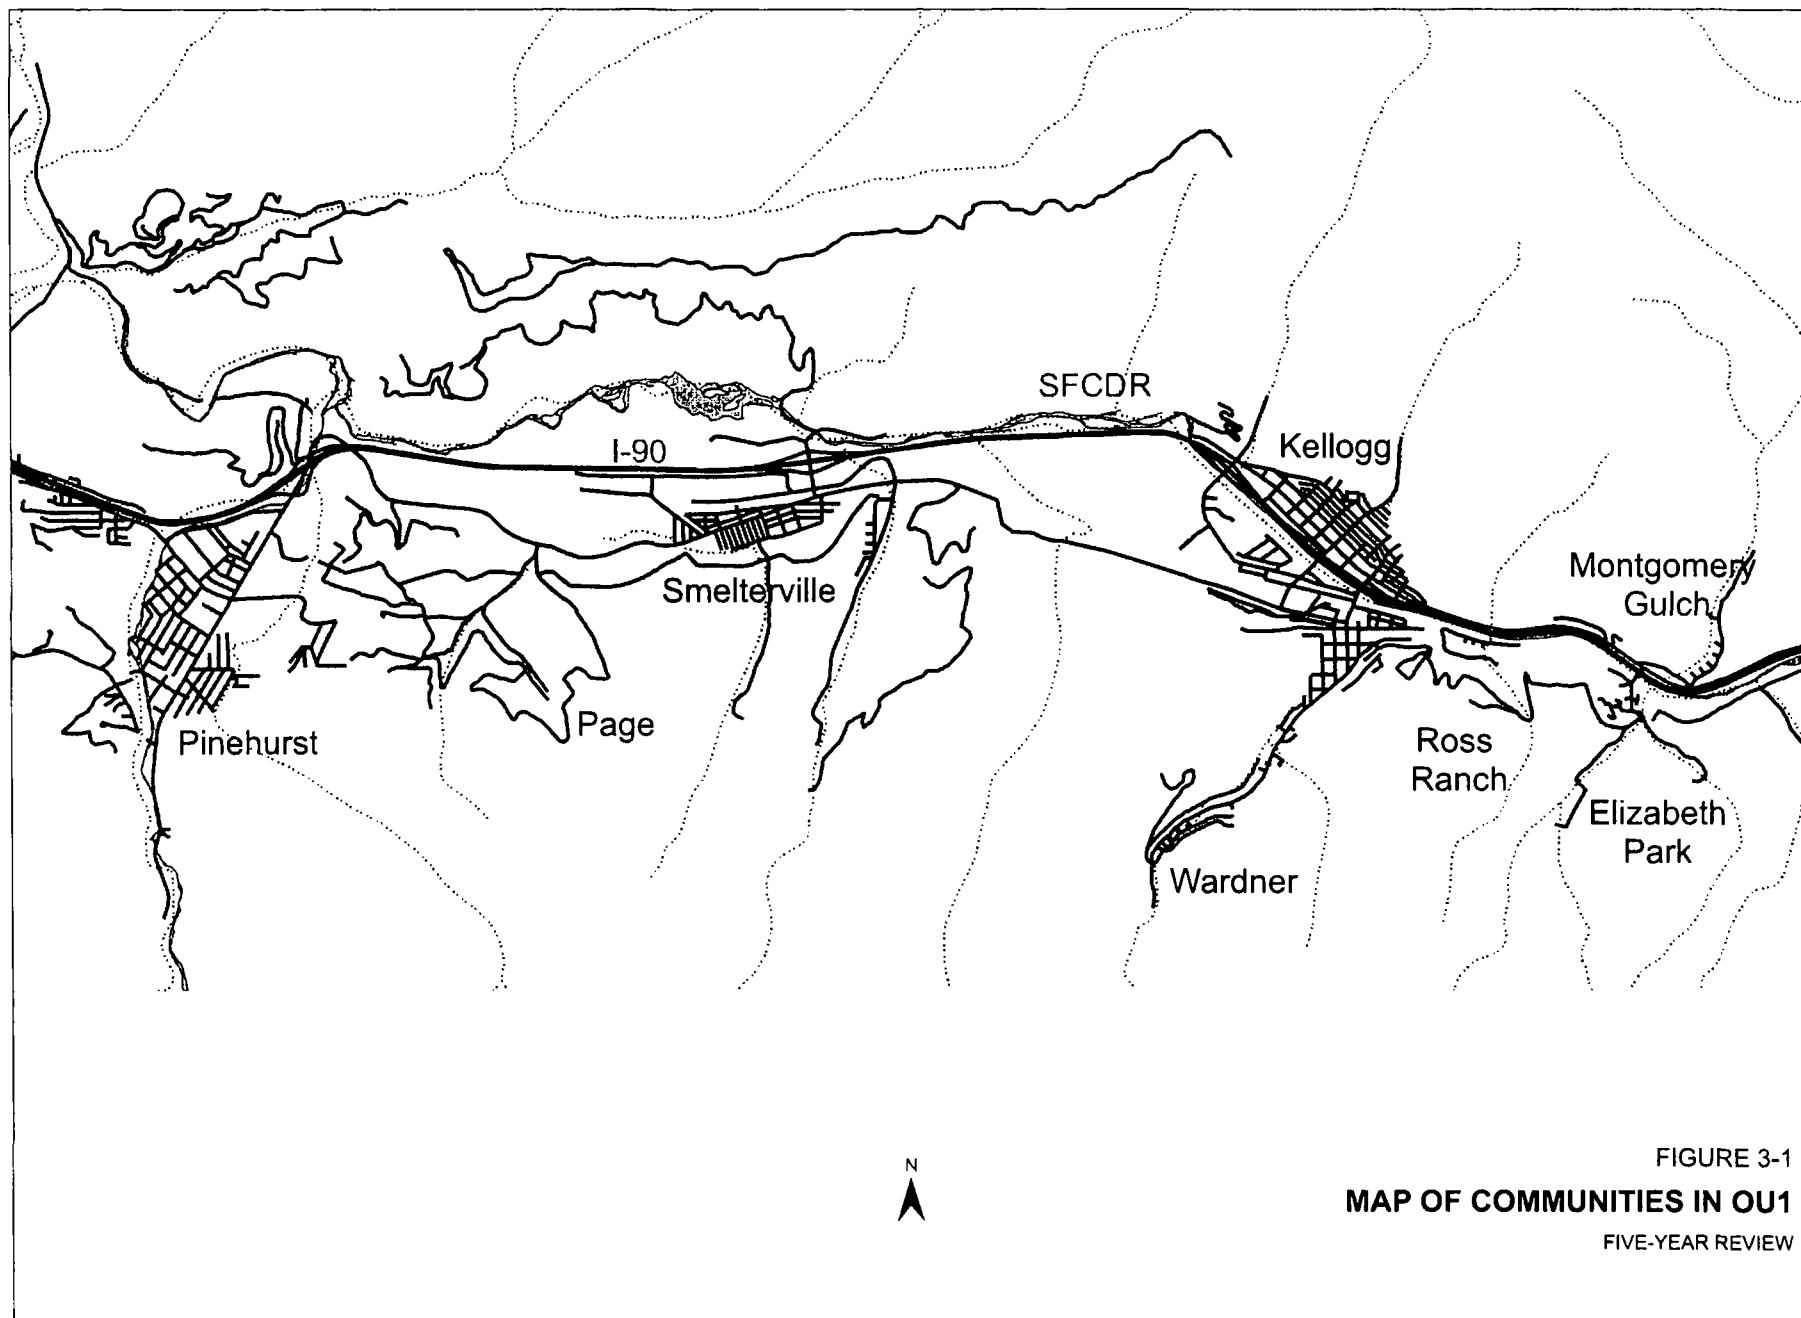 SFCDR
Kellogg
I-90
Montgomery
Gulch
Smelterville
Page
Pinehurst
Ross
Ranch
Elizabeth
Park
Wardner
N
FIGURE 3-1
MAP OF COMMUNITIES IN OU1
FIVE-YEAR REVIEW